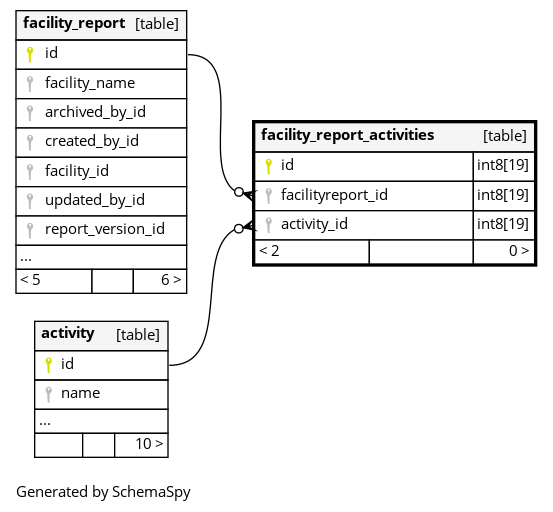 facility_report [table]
id
facility_name
archived_by_id
created_by_id
facility_id
updated_by_id
report_version_id
...
< 5 6 >
facility_report_activities [table]
id int8[19]
facilityreport_id int8[19]
activity_id int8[19]
< 2 0 >
activity [table]
id
name
...
10 >
Generated by SchemaSpy